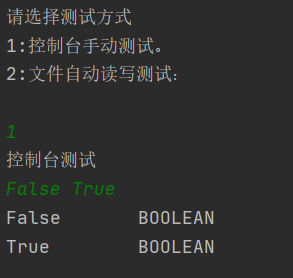 请选择测试方式
1:控制台手动测试。
2:文件自动读写测试：
1
控制台测试
False True
False BOOLEAN
True BOOLEAN